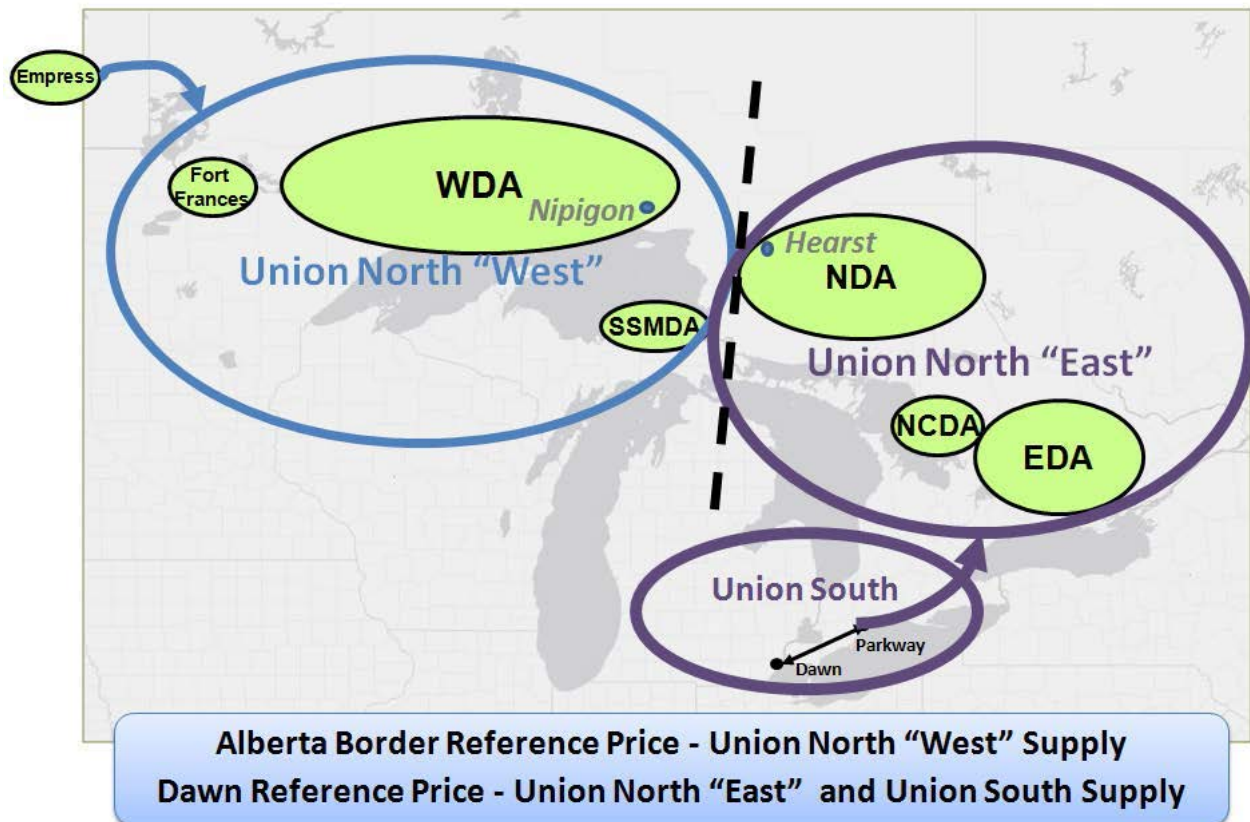 Empress
Fort
Frances
WDA
Nipigon
Union North “West”
SSMDA
Hearst
NDA
Union North “East”
NCDA
EDA
Union South
Parkway
Dawn
Alberta Border Reference Price - Union North “West” Supply
Dawn Reference Price - Union North “East” and Union South Supply